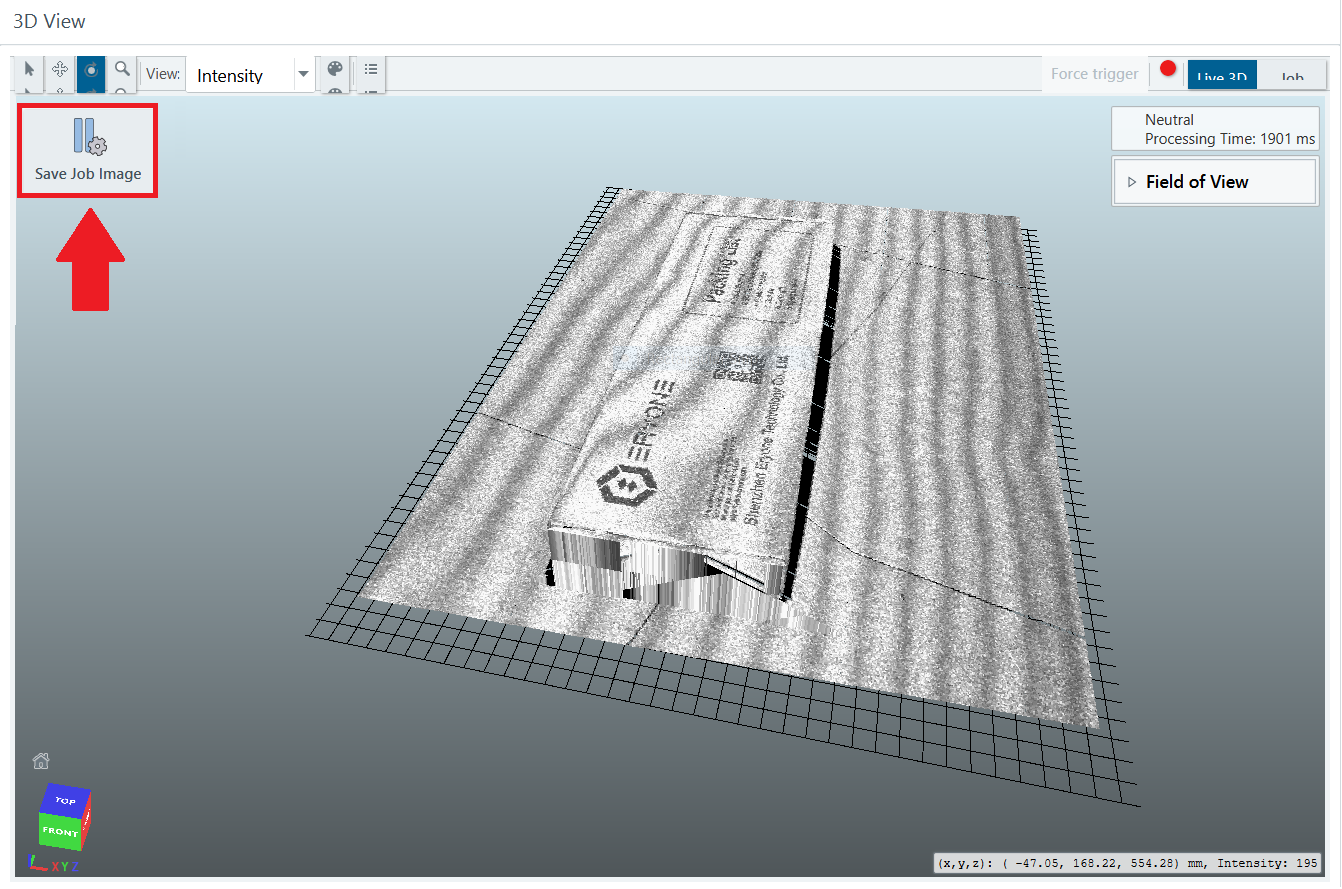 3D View
View:
Intensity
Force trigger
Live 3D
Job
Save Job Image
Neutral
Processing Time: 1901 ms
Field of View
Packing List
ERYONE
Shenzhen Eryone Technology Co., Ltd
TOP
FRONT
XYZ
(x,y,z): ( -47.05, 168.22, 554.28) mm, Intensity: 195